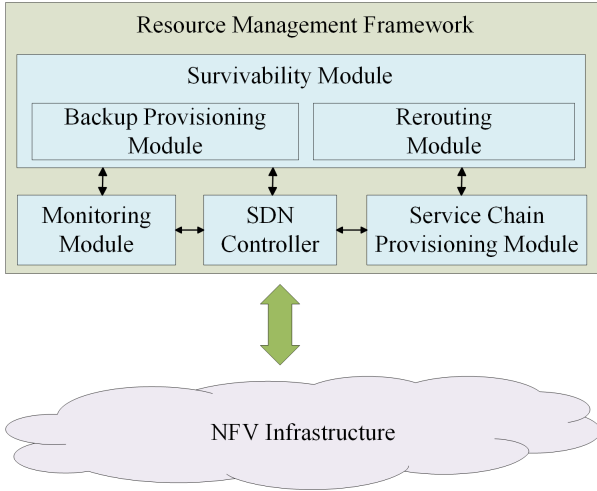 Resource Management Framework
Survivability Module
Backup Provisioning
Module
Rerouting
Module
Monitoring
Module
SDN
Controller
Service Chain
Provisioning Module
NFV Infrastructure